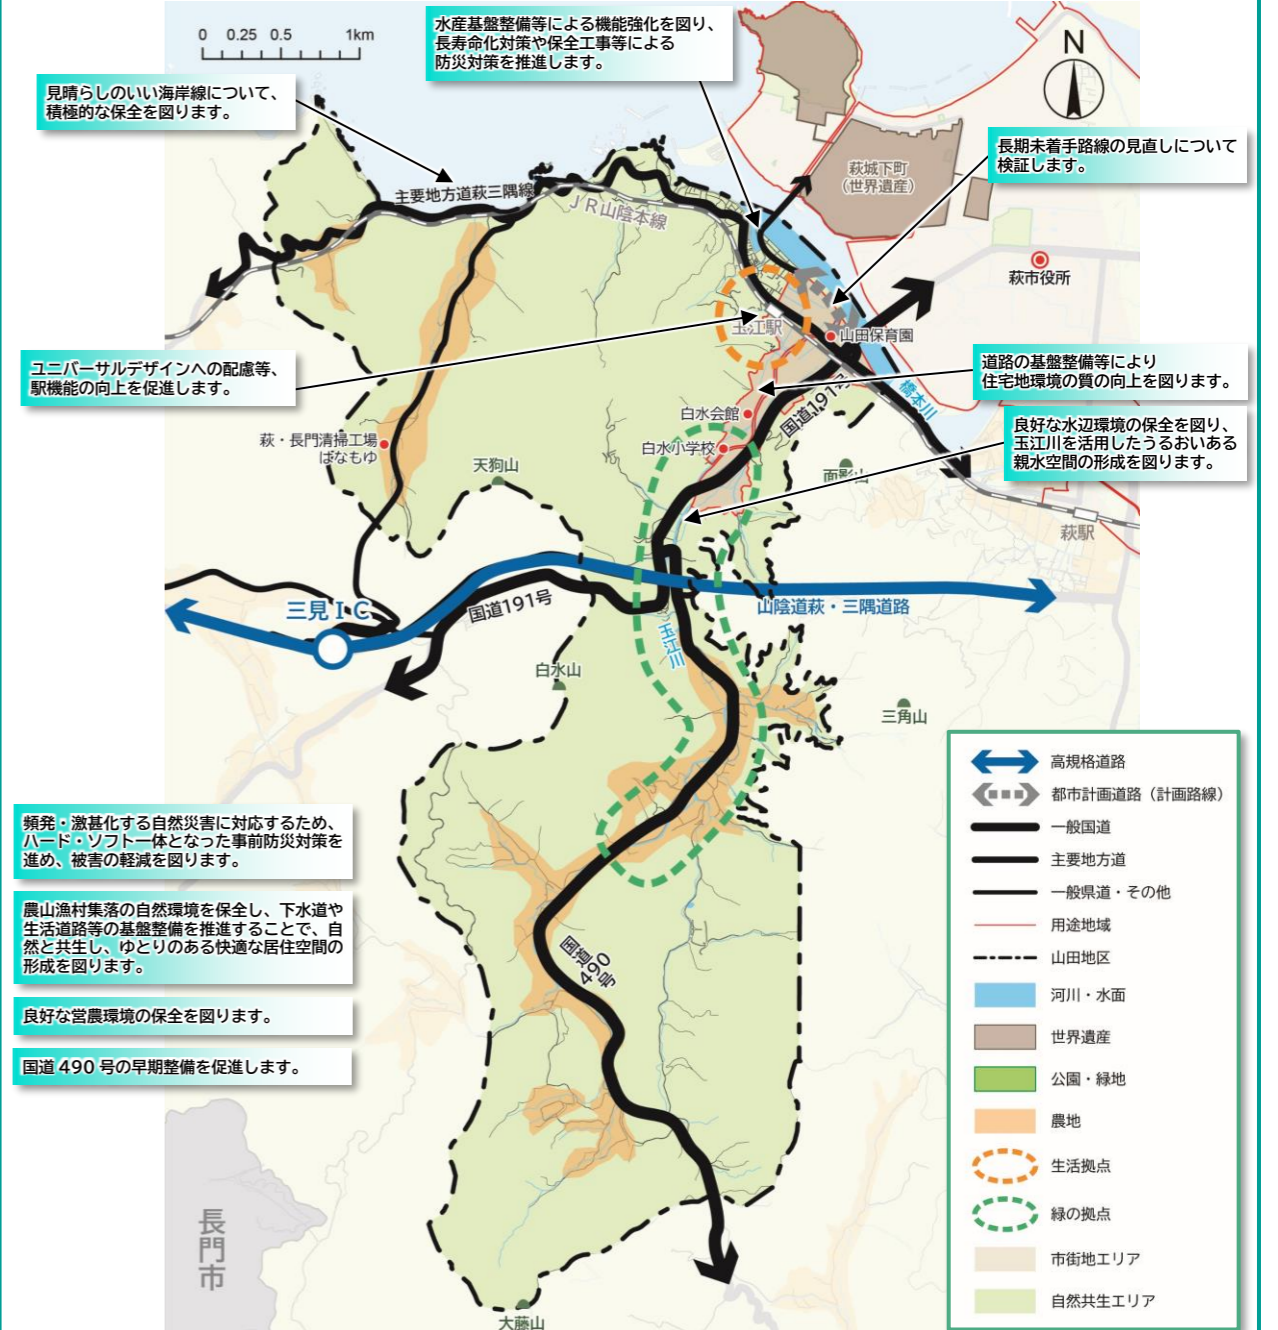 0 0.25 0.5 1km
水産基盤整備等による機能強化を図り、
長寿命化対策や保全工事等による
防災対策を推進します。
N
見晴らしのいい海岸線について、
積極的な保全を図ります。
長期未着手路線の見直しについて
検証します。
萩城下町
（世界遺産）
主要地方道萩三隅線
ＪＲ山陰本線
萩市役所
玉江駅
山田保育園
ユニバーサルデザインへの配慮等、
駅機能の向上を促進します。
道路の基盤整備等により
住宅地環境の質の向上を図ります。
橋本川
国道191号
白水会館
白水小学校
良好な水辺環境の保全を図り、
玉江川を活用したうるおいある
親水空間の形成を図ります。
萩・長門清掃工場
はなもゆ
天狗山
面影山
萩駅
三見ＩＣ
国道191号
山陰道萩・三隅道路
玉江川
白水山
三角山
頻発・激甚化する自然災害に対応するため、
ハード・ソフト一体となった事前防災対策を
進め、被害の軽減を図ります。
農山漁村集落の自然環境を保全し、下水道や
生活道路等の基盤整備を推進することで、自
然と共生し、ゆとりのある快適な居住空間の
形成を図ります。
良好な営農環境の保全を図ります。
国道 490 号の早期整備を促進します。
国道
490
号
長門市
大藤山
高規格道路
都市計画道路（計画路線）
一般国道
主要地方道
一般県道・その他
用途地域
山田地区
河川・水面
世界遺産
公園・緑地
農地
生活拠点
緑の拠点
市街地エリア
自然共生エリア